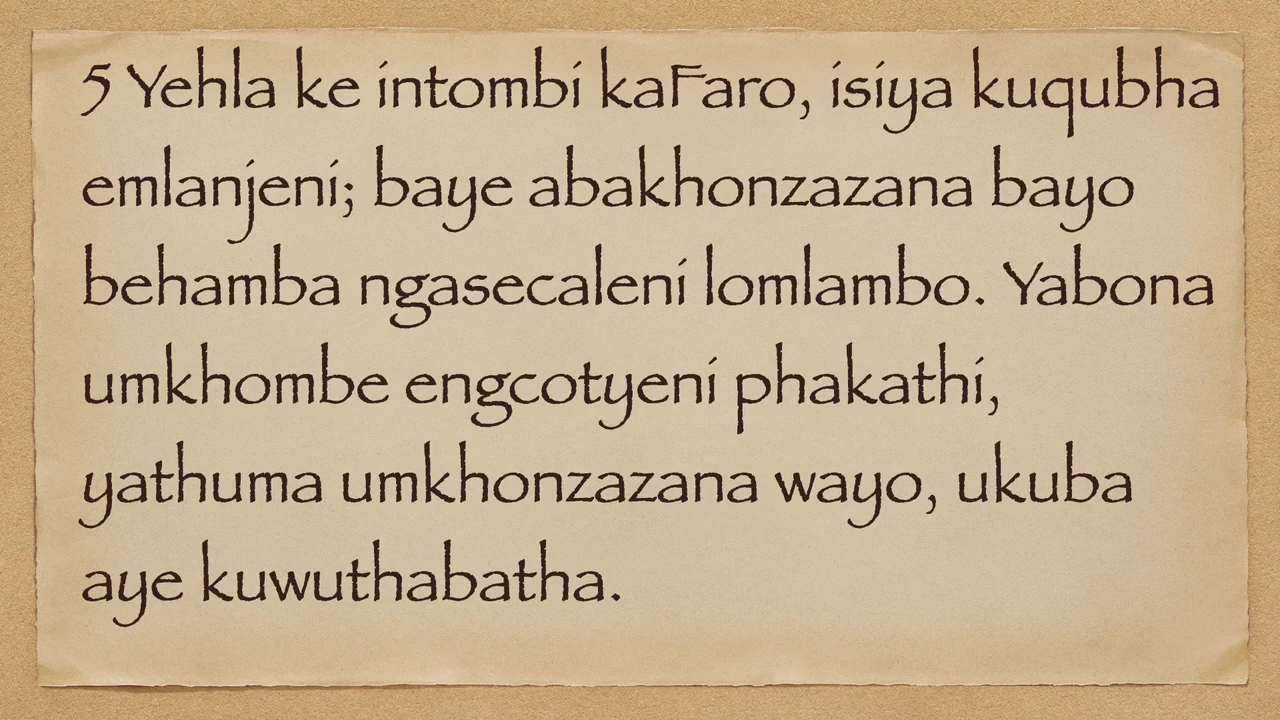 5 Yehla ke intombi kaFaro, isiya kuqubha
emlanjeni; baye abakhonzazana bayo
behamba ngasecaleni lomlambo. Yabona
umkhombe engcotyeni phakathi,
yathuma umkhonzazana wayo, ukuba
aye kuwuthabatha.